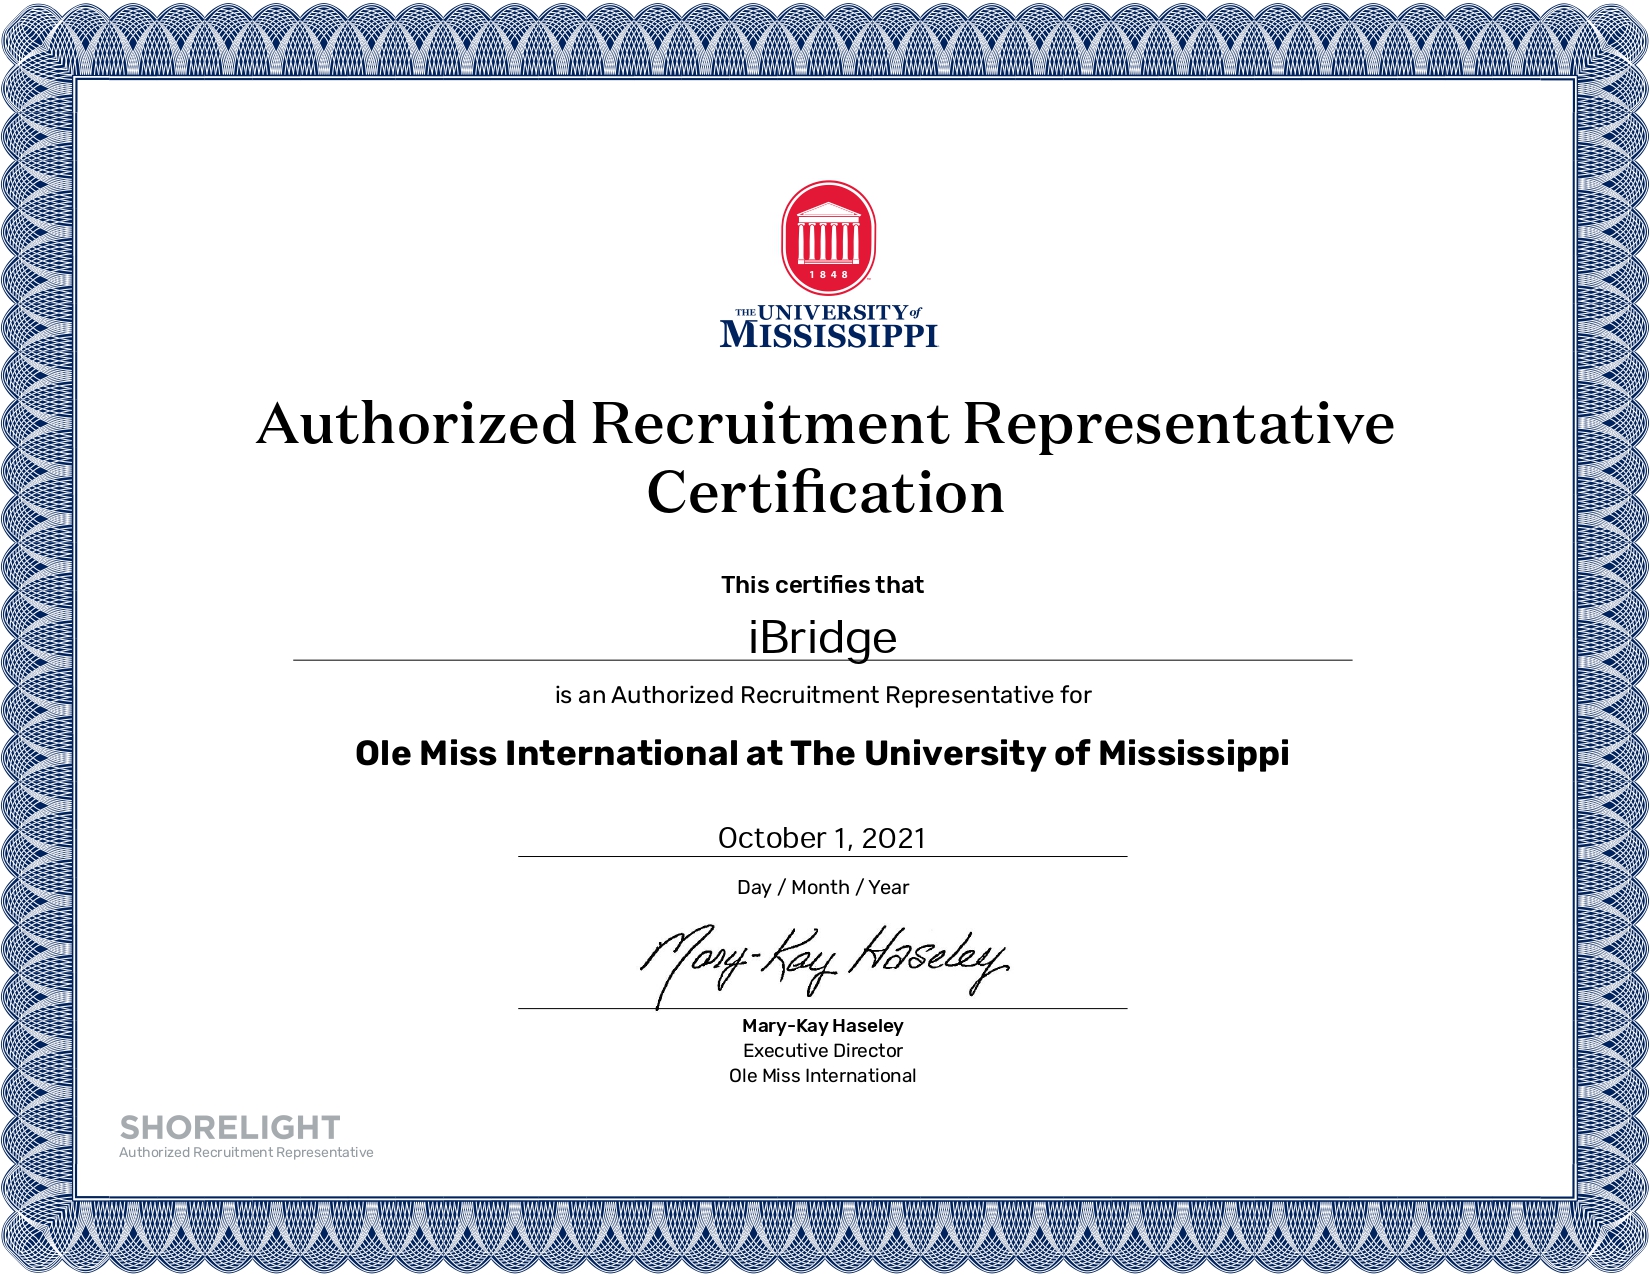 1848
THE UNIVERSITY of
MISSISSIPPI
Authorized Recruitment Representative
Certification
This certifies that
iBridge
is an Authorized Recruitment Representative for
Ole Miss International at The University of Mississippi
October 1, 2021
Day / Month / Year
Mary-Kay Haseley
Mary-Kay Haseley
Executive Director
Ole Miss International
SHORELIGHT
Authorized Recruitment Representative